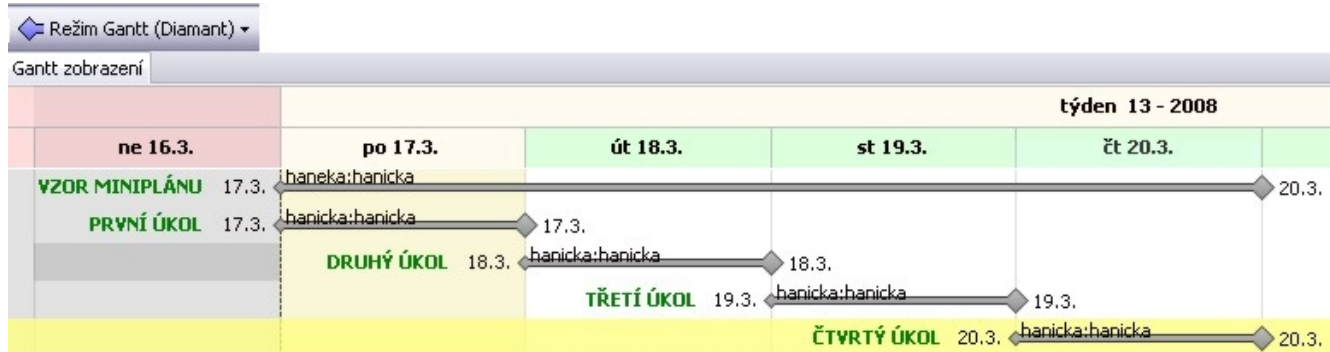 Režim Gantt (Diamant)
Gantt zobrazení
týden 13 - 2008
ne 16.3. po 17.3. út 18.3. st 19.3. čt 20.3.
VZOR MINIPLÁNU 17.3. haneka:hanicka 20.3.
PRVNÍ ÚKOL 17.3. hanicka:hanicka 17.3.
DRUHÝ ÚKOL 18.3. hanicka:hanicka 18.3.
TŘETÍ ÚKOL 19.3. hanicka:hanicka 19.3.
ČTVRTÝ ÚKOL 20.3. hanicka:hanicka 20.3.